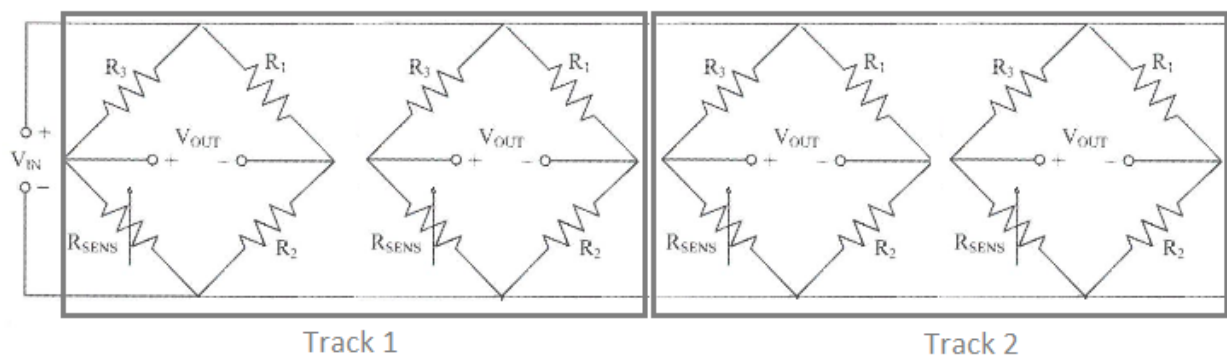 R3 R1 R3 R1 R3 R1 R3 R1
+ VOUT VOUT VOUT VOUT
VIN + − + − + − + −
−
RSENS R2 RSENS R2 RSENS R2 RSENS R2
Track 1 Track 2